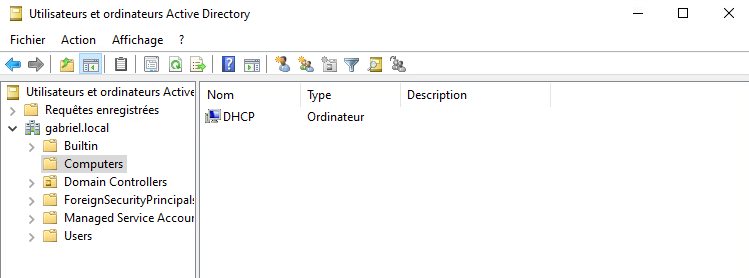 Utilisateurs et ordinateurs Active Directory
Fichier Action Affichage ?
Utilisateurs et ordinateurs Active
Requêtes enregistrées
gabriel.local
Builtin
Computers
Domain Controllers
ForeignSecurityPrincipals
Managed Service Accour
Users
Nom Type Description
DHCP Ordinateur